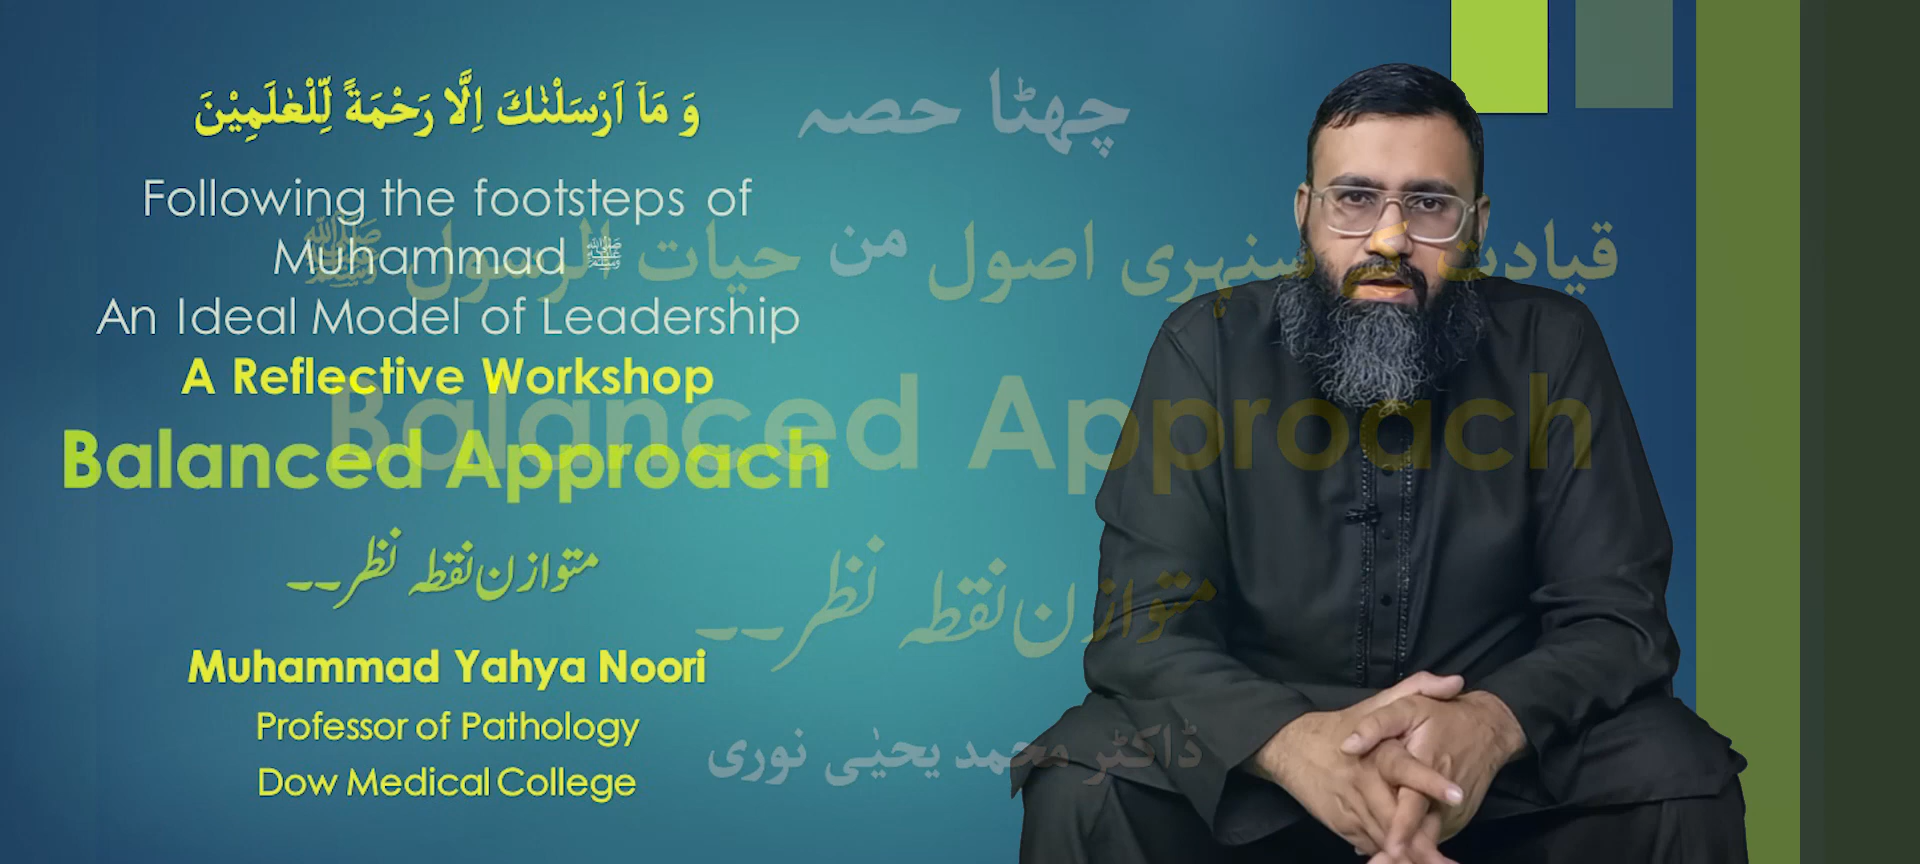 وَ مَاۤ اَرْسَلْنٰكَ اِلَّا رَحْمَةً لِّلْعٰلَمِيْنَ
Following the footsteps of
Muhammad ﷺ
An Ideal Model of Leadership
A Reflective Workshop
Balanced Approach
متوازن نقطہ نظر۔۔
Muhammad Yahya Noori
Professor of Pathology
Dow Medical College
چھٹا حصہ
قیادت کے سنہری اصول من حیات الرسول ﷺ
Balanced Approach
متوازن نقطہ نظر۔۔
ڈاکٹر محمد یحیٰی نوری